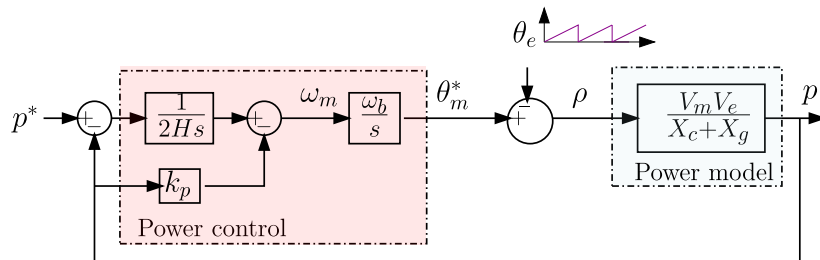 θ_e
p*
+
−
1/(2Hs)
+
−
ω_m
ω_b/s
θ*_m
+
−
ρ
V_m V_e/(X_c+X_g)
p
k_p
Power control
Power model